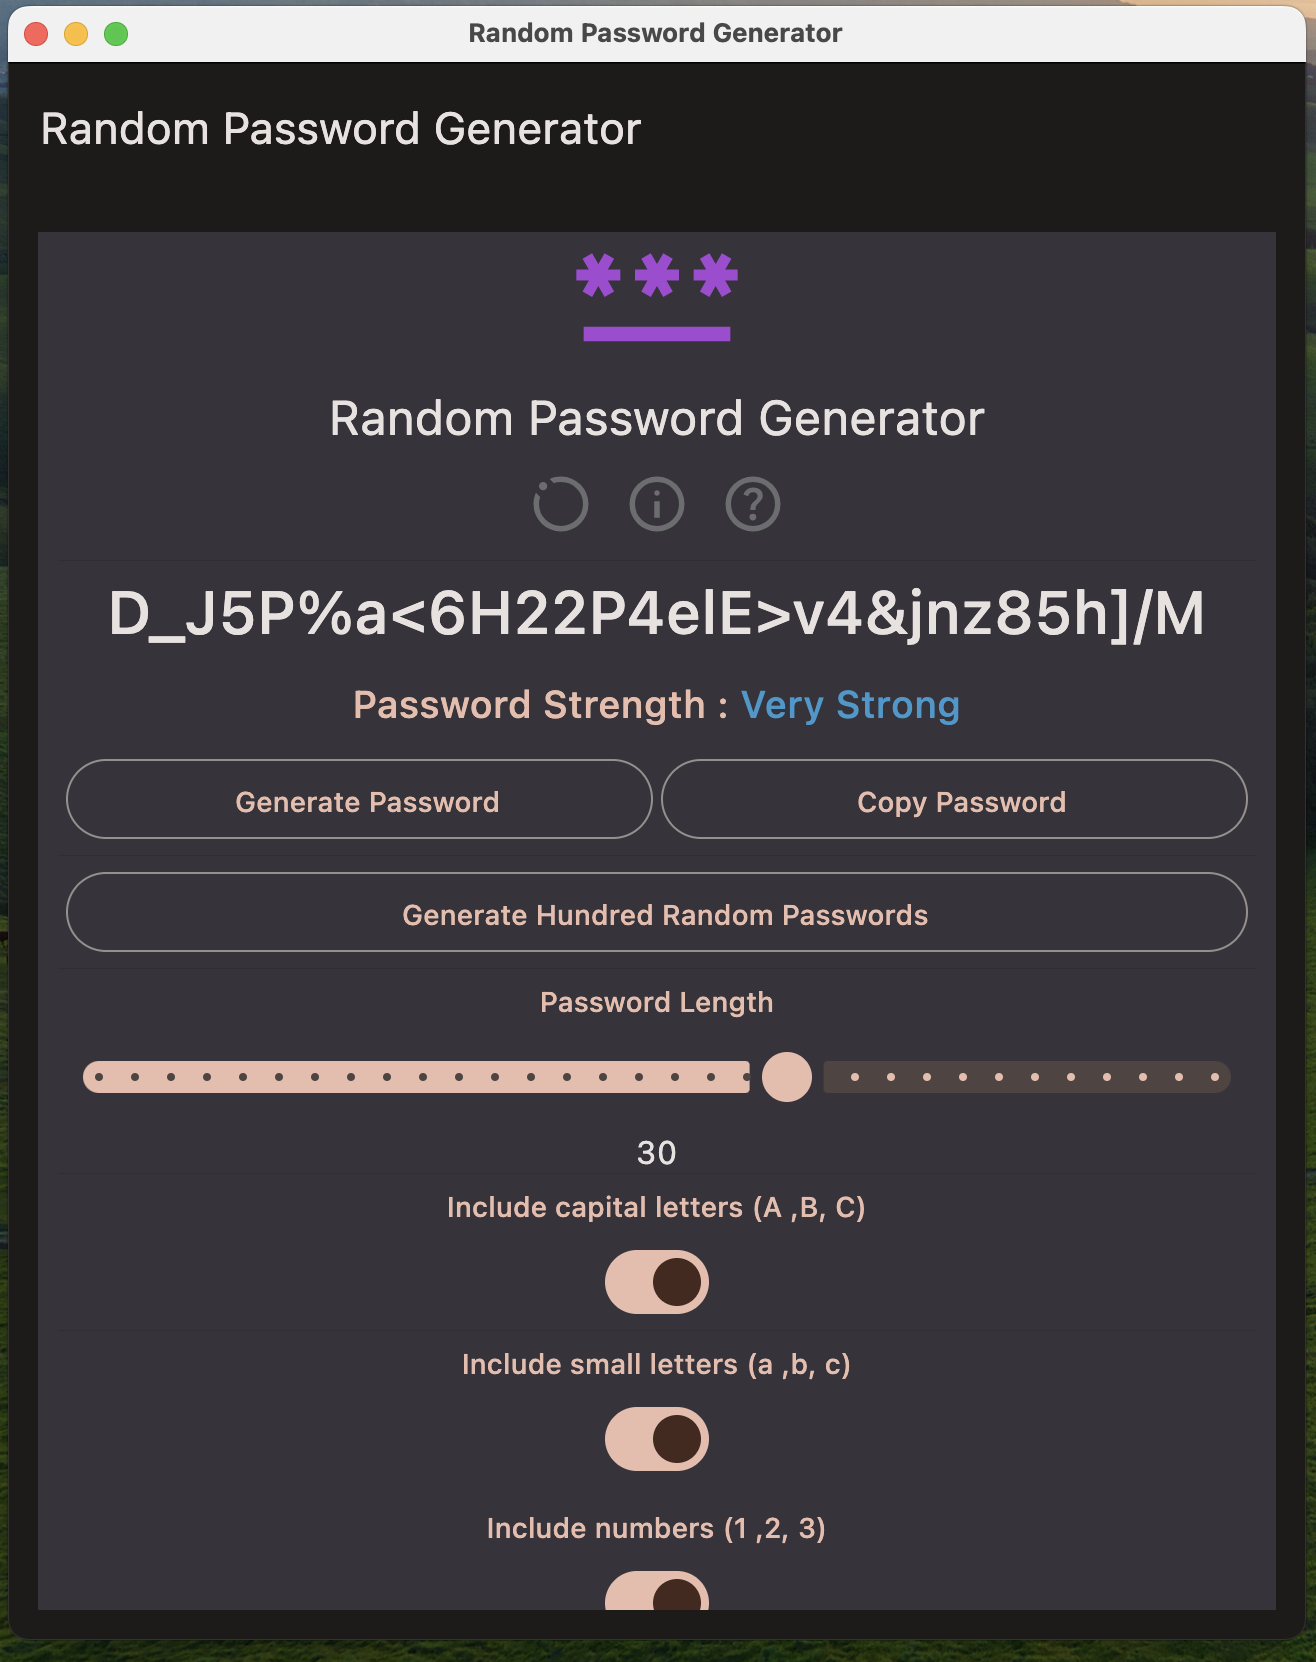 Random Password Generator
Random Password Generator
***
Random Password Generator
D_J5P%a<6H22P4elE>v4&jnz85h]/M
Password Strength : Very Strong
Generate Password
Copy Password
Generate Hundred Random Passwords
Password Length
30
Include capital letters (A ,B, C)
Include small letters (a ,b, c)
Include numbers (1 ,2, 3)